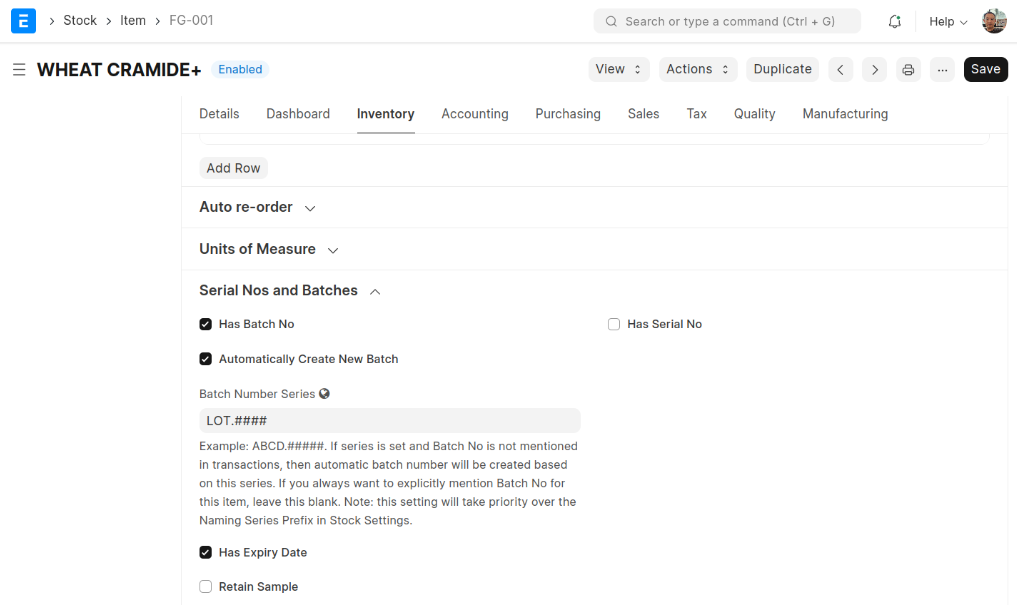 E > Stock > Item > FG-001
Search or type a command (Ctrl + G)
Help
WHEAT CRAMIDE+ Enabled
View Actions Duplicate ... Save
Details Dashboard Inventory Accounting Purchasing Sales Tax Quality Manufacturing
Add Row
Auto re-order
Units of Measure
Serial Nos and Batches
Has Batch No
Has Serial No
Automatically Create New Batch
Batch Number Series
LOT.####
Example: ABCD.#####. If series is set and Batch No is not mentioned
in transactions, then automatic batch number will be created based
on this series. If you always want to explicitly mention Batch No for
this item, leave this blank. Note: this setting will take priority over the
Naming Series Prefix in Stock Settings.
Has Expiry Date
Retain Sample